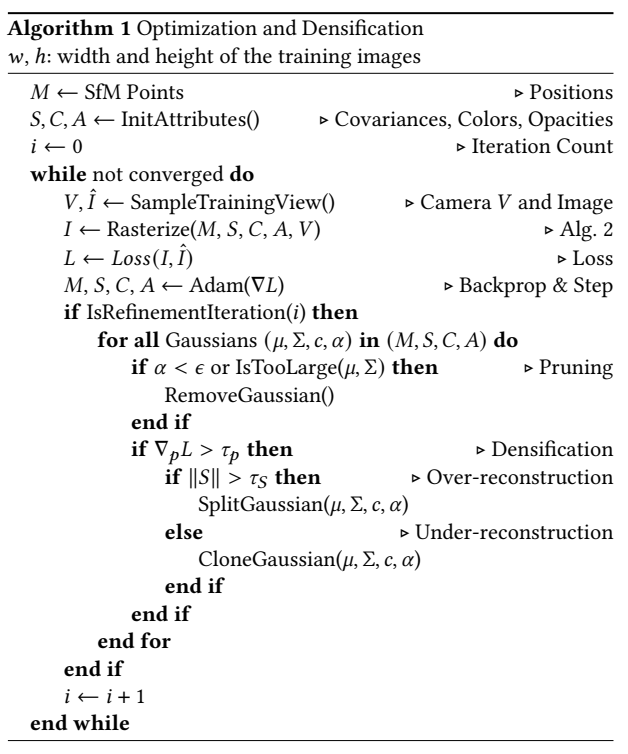 Algorithm 1 Optimization and Densification
w, h: width and height of the training images
M ← SfM Points ▹ Positions
S, C, A ← InitAttributes() ▹ Covariances, Colors, Opacities
i ← 0 ▹ Iteration Count
while not converged do
V, Î ← SampleTrainingView() ▹ Camera V and Image
I ← Rasterize(M, S, C, A, V) ▹ Alg. 2
L ← Loss(I, Î) ▹ Loss
M, S, C, A ← Adam(∇L) ▹ Backprop & Step
if IsRefinementIteration(i) then
for all Gaussians (μ, Σ, c, α) in (M, S, C, A) do
if α < ϵ or IsTooLarge(μ, Σ) then ▹ Pruning
RemoveGaussian()
end if
if ∇ₚL > τₚ then ▹ Densification
if ∥S∥ > τ_S then ▹ Over-reconstruction
SplitGaussian(μ, Σ, c, α)
else ▹ Under-reconstruction
CloneGaussian(μ, Σ, c, α)
end if
end if
end for
end if
i ← i + 1
end while